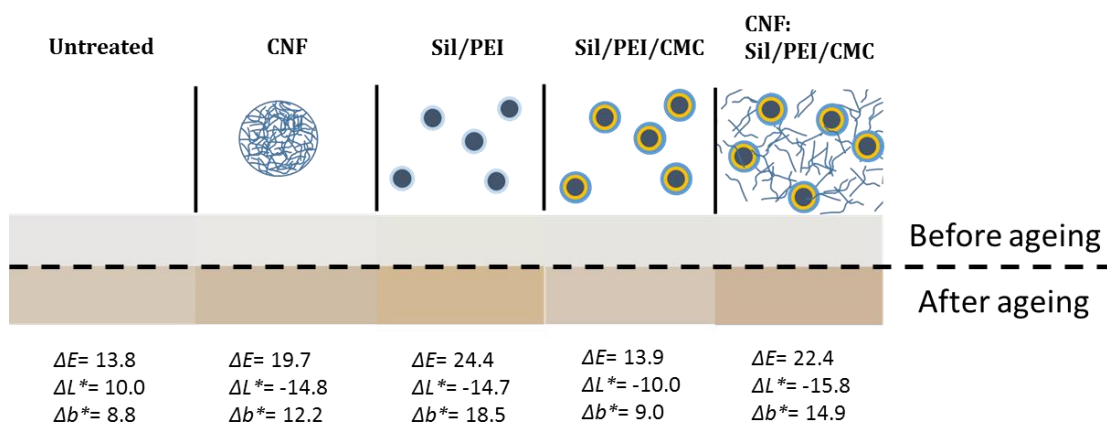 Untreated
CNF
Sil/PEI
Sil/PEI/CMC
CNF:
Sil/PEI/CMC
Before ageing
After ageing
ΔE= 13.8
ΔL*= 10.0
Δb*= 8.8
ΔE= 19.7
ΔL*= -14.8
Δb*= 12.2
ΔE= 24.4
ΔL*= -14.7
Δb*= 18.5
ΔE= 13.9
ΔL*= -10.0
Δb*= 9.0
ΔE= 22.4
ΔL*= -15.8
Δb*= 14.9